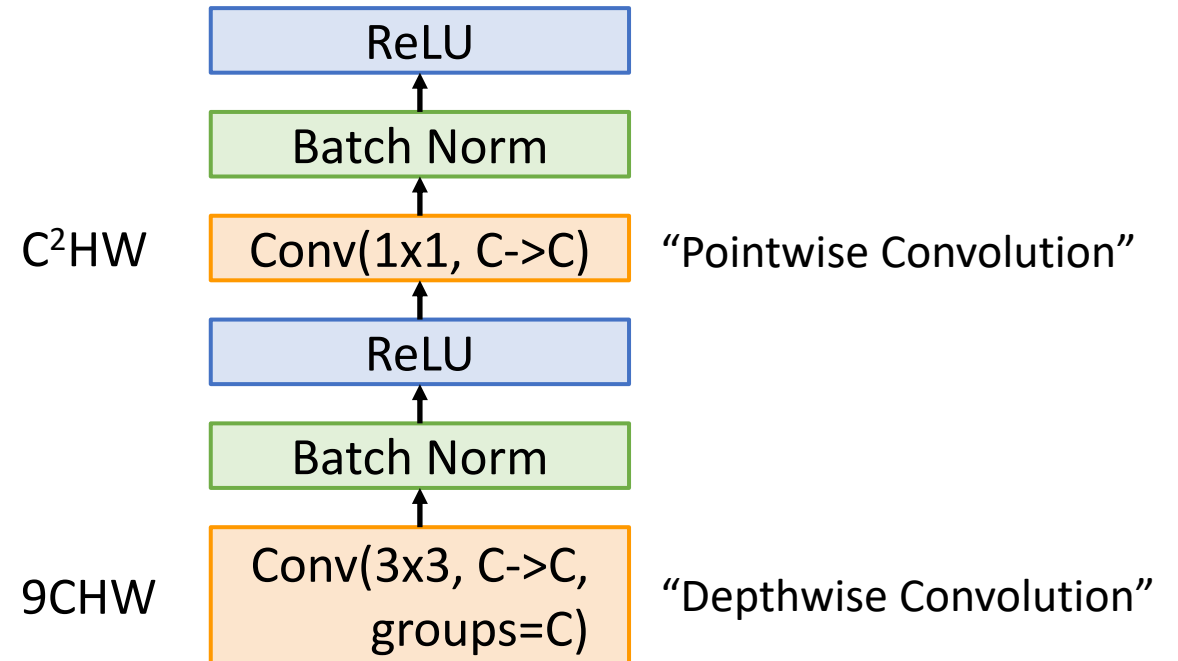 ReLU
Batch Norm
C²HW
Conv(1x1, C->C)
“Pointwise Convolution”
ReLU
Batch Norm
9CHW
Conv(3x3, C->C,
groups=C)
“Depthwise Convolution”